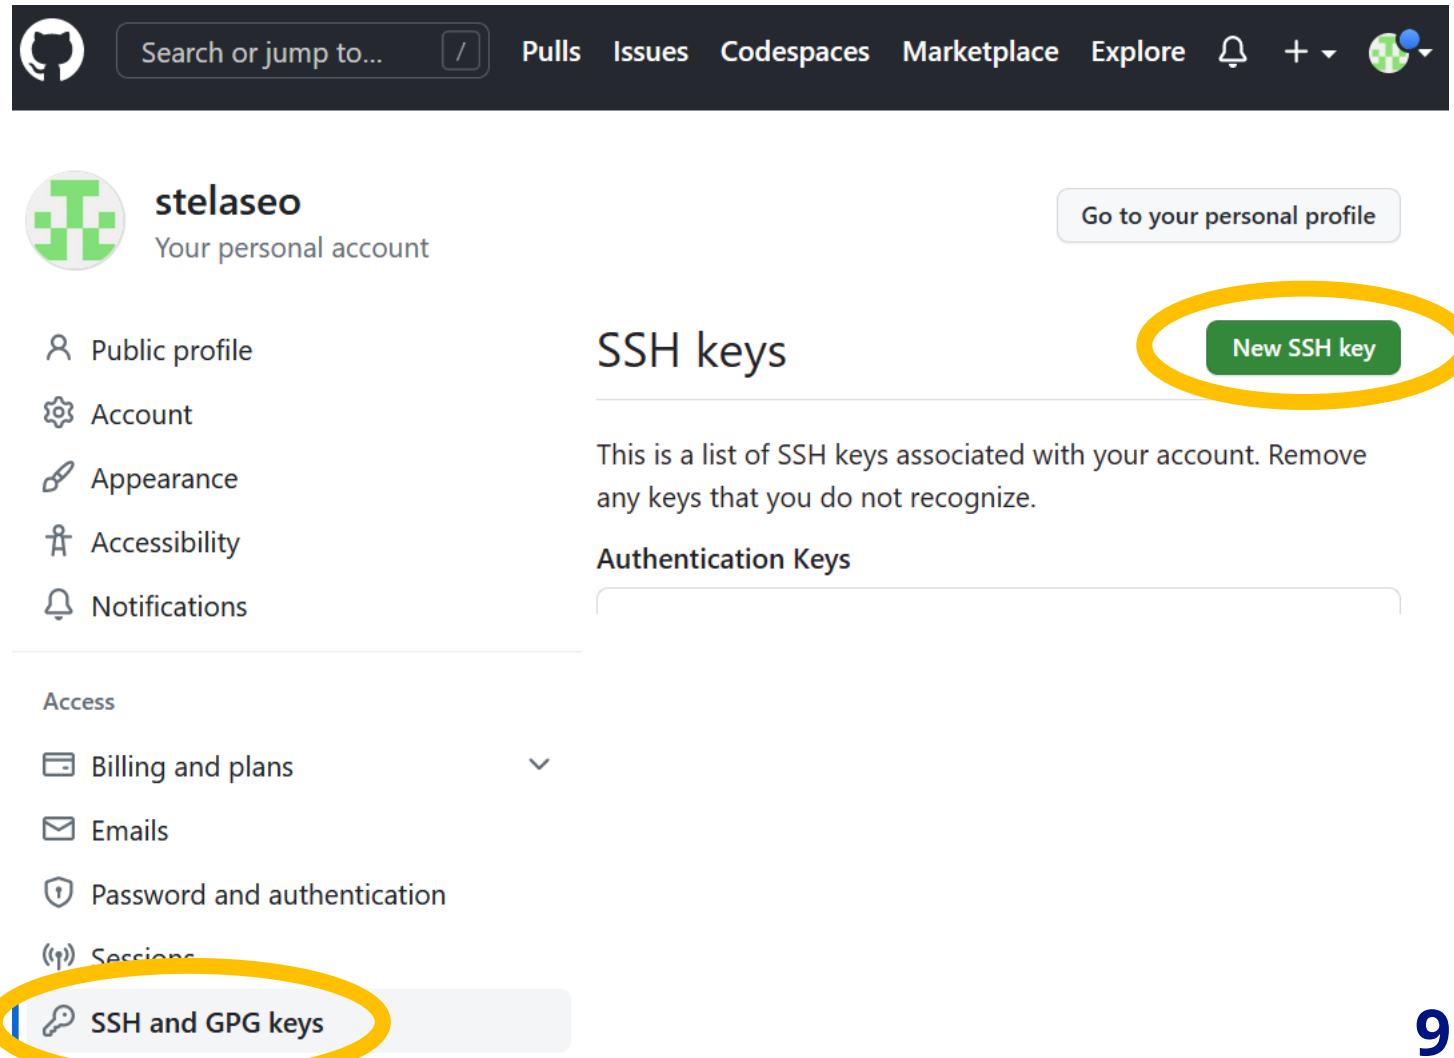 Search or jump to... /
Pulls Issues Codespaces Marketplace Explore
stelaseo
Your personal account
Go to your personal profile
Public profile
Account
Appearance
Accessibility
Notifications
Access
Billing and plans
Emails
Password and authentication
Sessions
SSH and GPG keys
SSH keys
New SSH key
This is a list of SSH keys associated with your account. Remove
any keys that you do not recognize.
Authentication Keys
9